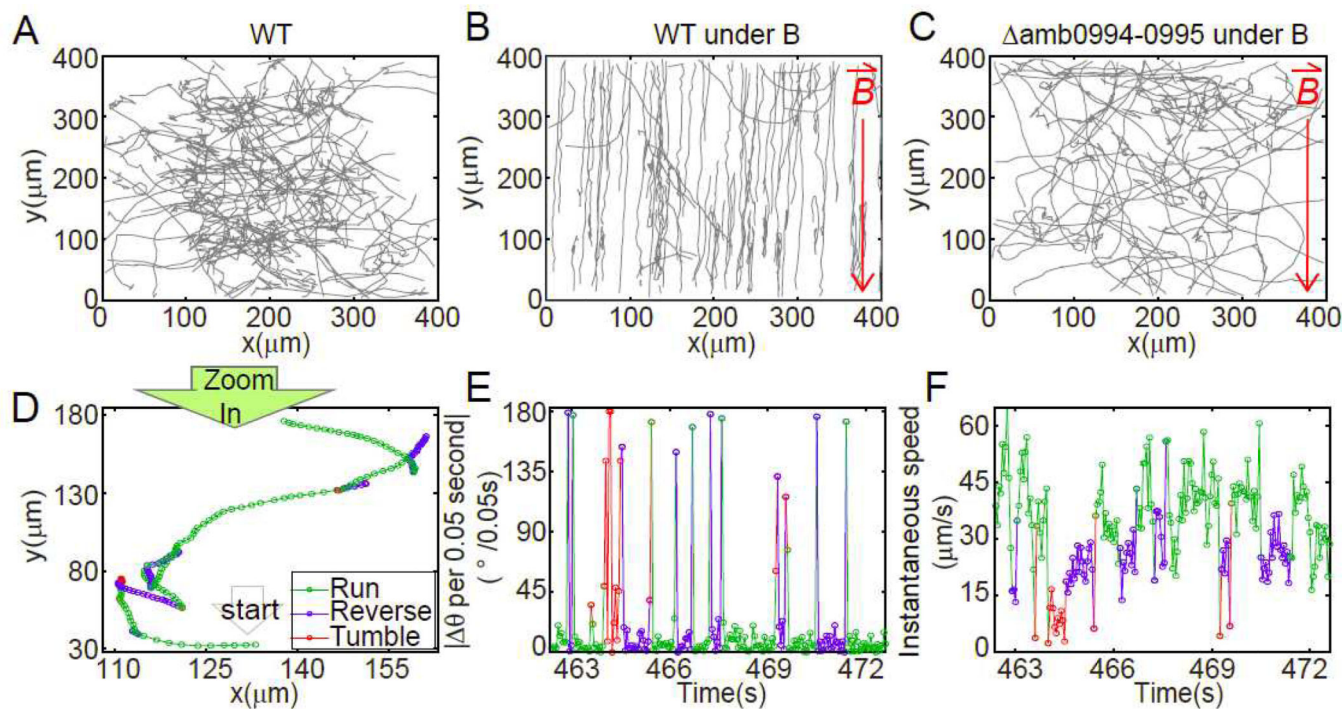 A
WT
400
300
200
100
0
y(μm)
0
100
200
300
400
x(μm)
B
WT under B
B
400
300
200
100
0
y(μm)
0
100
200
300
400
x(μm)
C
Δamb0994-0995 under B
B
400
300
200
100
0
y(μm)
0
100
200
300
400
x(μm)
Zoom
In
D
180
130
80
30
y(μm)
start
Run
Reverse
Tumble
110
125
140
155
x(μm)
E
|Δθ per 0.05 second|
(°/0.05s)
180
135
90
45
0
463
466
469
472
Time(s)
F
Instantaneous speed
(μm/s)
60
45
30
15
0
463
466
469
472
Time(s)